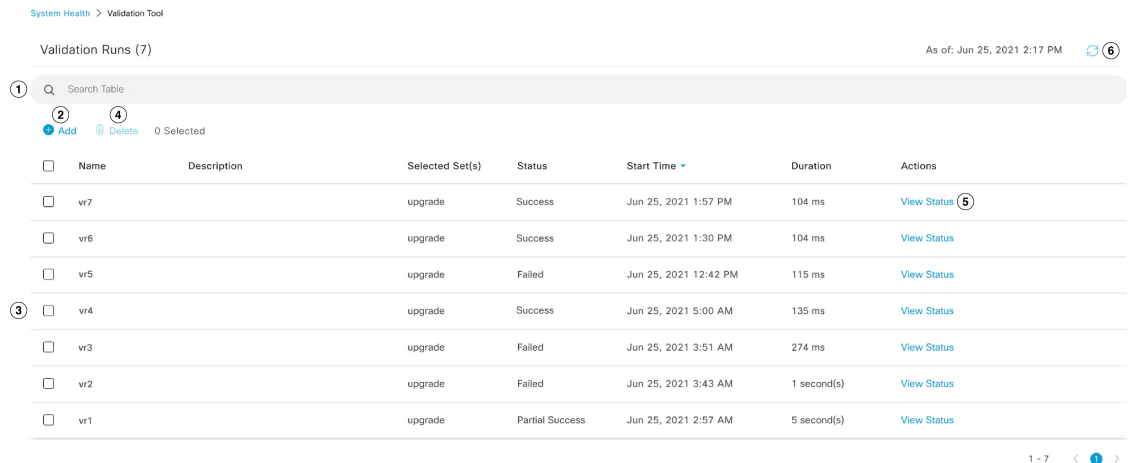 System Health > Validation Tool
Validation Runs (7)
As of: Jun 25, 2021 2:17 PM 6
1 Search Table
2 4
Add Delete 0 Selected
Name Description Selected Set(s) Status Start Time Duration Actions
vr7 upgrade Success Jun 25, 2021 1:57 PM 104 ms View Status 5
vr6 upgrade Success Jun 25, 2021 1:30 PM 104 ms View Status
vr5 upgrade Failed Jun 25, 2021 12:42 PM 115 ms View Status
3 vr4 upgrade Success Jun 25, 2021 5:00 AM 135 ms View Status
vr3 upgrade Failed Jun 25, 2021 3:51 AM 274 ms View Status
vr2 upgrade Failed Jun 25, 2021 3:43 AM 1 second(s) View Status
vr1 upgrade Partial Success Jun 25, 2021 2:57 AM 5 second(s) View Status
1 - 7 < 1 >